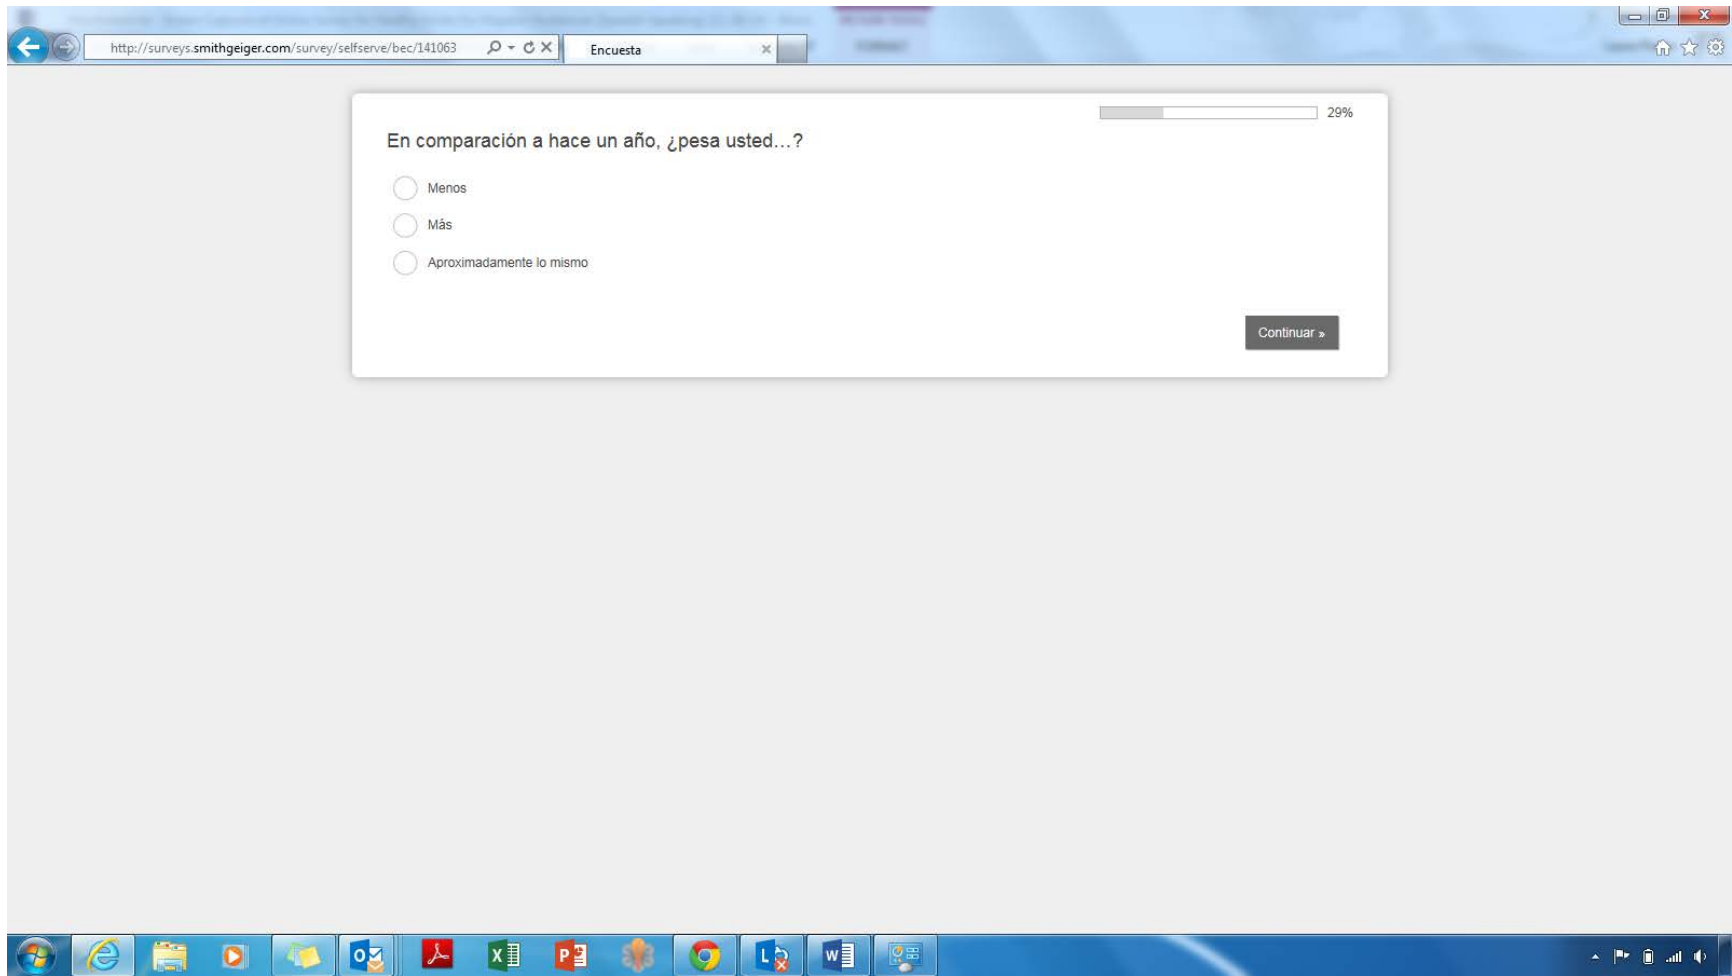 http://surveys.smithgeiger.com/survey/selfserve/bec/141063
Encuesta
29%
En comparación a hace un año, ¿pesa usted…?
Menos
Más
Aproximadamente lo mismo
Continuar »